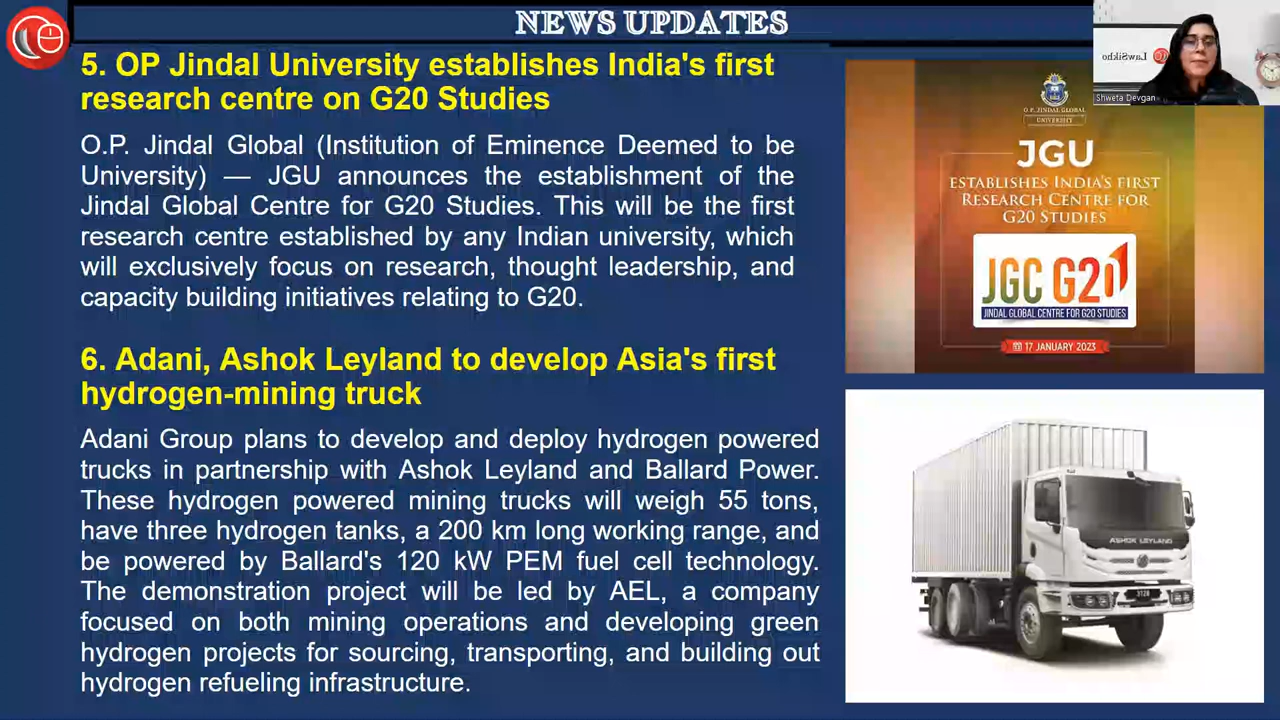 NEWS UPDATES
5. OP Jindal University establishes India's first
research centre on G20 Studies
O.P. Jindal Global (Institution of Eminence Deemed to be
University) — JGU announces the establishment of the
Jindal Global Centre for G20 Studies. This will be the first
research centre established by any Indian university, which
will exclusively focus on research, thought leadership, and
capacity building initiatives relating to G20.
6. Adani, Ashok Leyland to develop Asia's first
hydrogen-mining truck
Adani Group plans to develop and deploy hydrogen powered
trucks in partnership with Ashok Leyland and Ballard Power.
These hydrogen powered mining trucks will weigh 55 tons,
have three hydrogen tanks, a 200 km long working range, and
be powered by Ballard's 120 kW PEM fuel cell technology.
The demonstration project will be led by AEL, a company
focused on both mining operations and developing green
hydrogen projects for sourcing, transporting, and building out
hydrogen refueling infrastructure.
LawSikho
Shweta Devgan
O.P. JINDAL GLOBAL
UNIVERSITY
JGU
ESTABLISHES INDIA'S FIRST
RESEARCH CENTRE FOR
G20 STUDIES
JGC G20
JINDAL GLOBAL CENTRE FOR G20 STUDIES
17 JANUARY 2023
ASHOK LEYLAND
3128